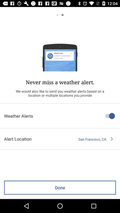 12:04
Never miss a weather alert.
We would also like to send you weather alerts based on a
location or multiple locations you provide
Weather Alerts
Alert Location
San Francisco, CA
Done